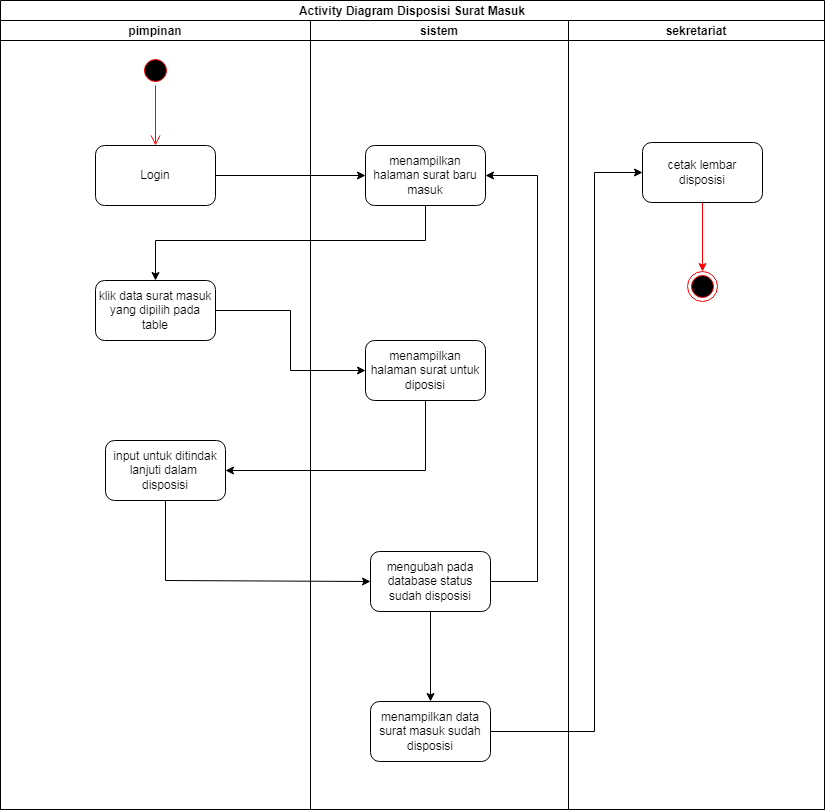 Activity Diagram Disposisi Surat Masuk
pimpinan
sistem
sekretariat
Login
menampilkan
halaman surat baru
masuk
cetak lembar
disposisi
klik data surat masuk
yang dipilih pada
table
menampilkan
halaman surat untuk
diposisi
input untuk ditindak
lanjuti dalam
disposisi
mengubah pada
database status
sudah disposisi
menampilkan data
surat masuk sudah
disposisi